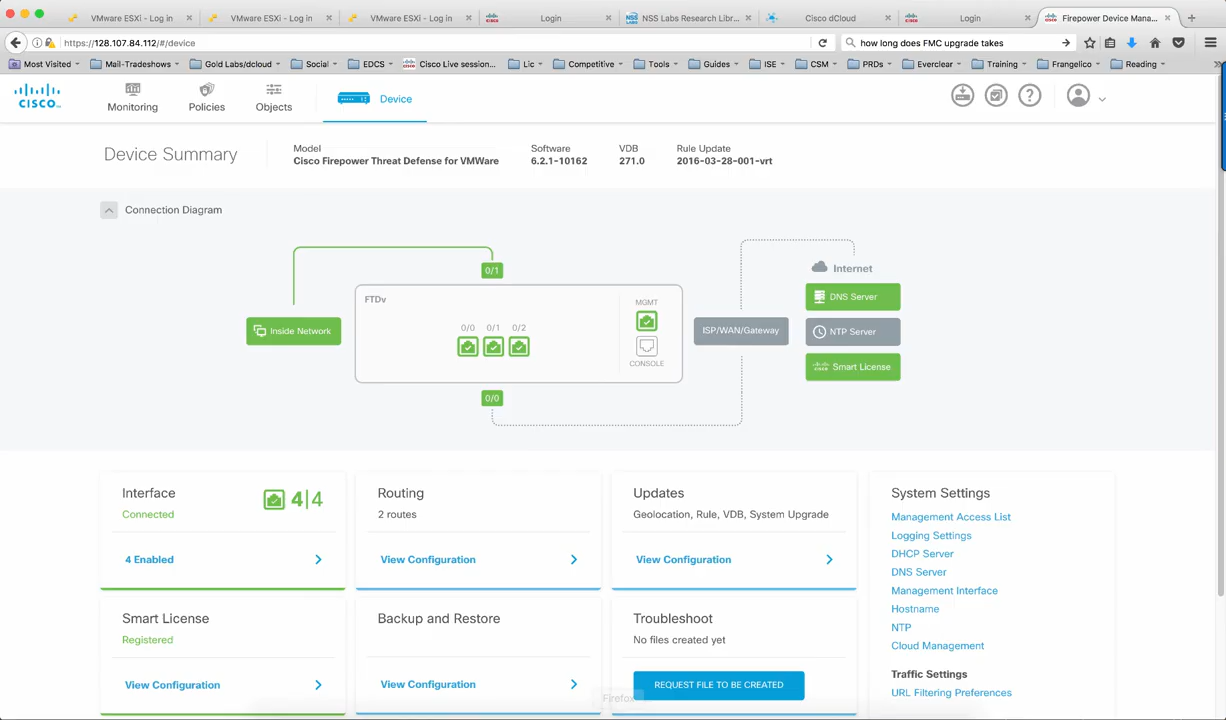 VMware ESXi - Log in
VMware ESXi - Log in
VMware ESXi - Log in
Login
NSS Labs Research Libr...
Cisco dCloud
Login
Firepower Device Mana...
https://128.107.84.112/#/device
how long does FMC upgrade takes
Most Visited
Mail-Tradeshows
Gold Labs/dcloud
Social
EDCS
Cisco Live session...
Lic
Competitive
Tools
Guides
ISE
CSM
PRDs
Everclear
Training
Frangelico
Reading
CISCO
Monitoring
Policies
Objects
Device
Device Summary
Model
Cisco Firepower Threat Defense for VMWare
Software
6.2.1-10162
VDB
271.0
Rule Update
2016-03-28-001-vrt
Connection Diagram
0/1
Internet
FTDv
DNS Server
MGMT
0/0 0/1 0/2
Inside Network
ISP/WAN/Gateway
NTP Server
CONSOLE
Smart License
0/0
Interface
Connected
4|4
4 Enabled
Routing
2 routes
View Configuration
Updates
Geolocation, Rule, VDB, System Upgrade
View Configuration
Smart License
Registered
View Configuration
Backup and Restore
View Configuration
Troubleshoot
No files created yet
REQUEST FILE TO BE CREATED
Firefox
System Settings
Management Access List
Logging Settings
DHCP Server
DNS Server
Management Interface
Hostname
NTP
Cloud Management
Traffic Settings
URL Filtering Preferences